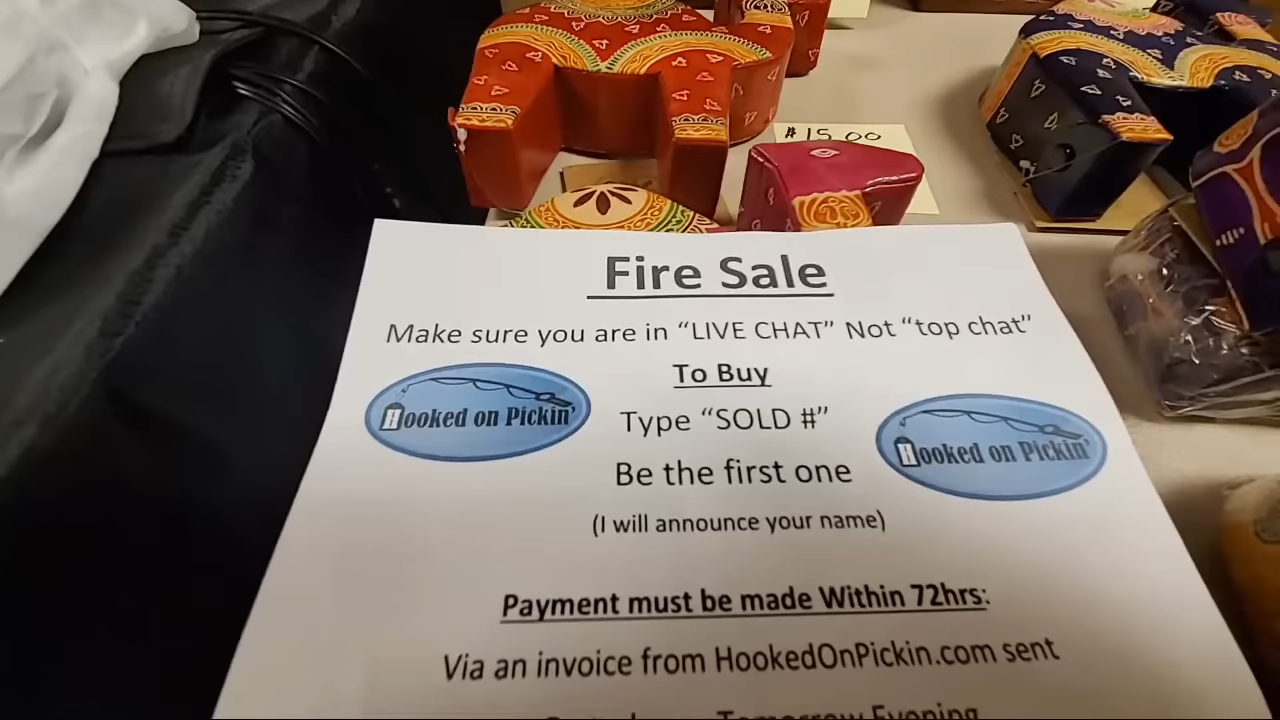 $15.00
Fire Sale
Make sure you are in “LIVE CHAT” Not “top chat”
To Buy
Hooked on Pickin'
Type “SOLD #”
Hooked on Pickin'
Be the first one
(I will announce your name)
Payment must be made Within 72hrs:
Via an invoice from HookedOnPickin.com sent
Tomorrow Evening